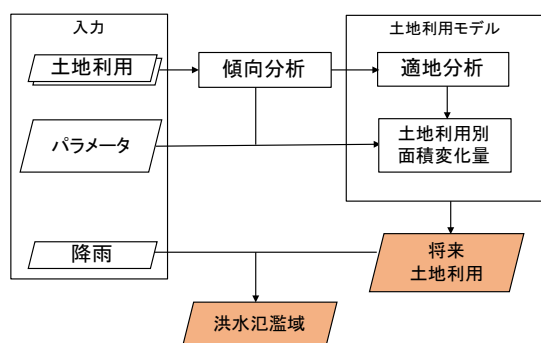 入力
土地利用モデル
土地利用
傾向分析
適地分析
パラメータ
土地利用別
面積変化量
降雨
将来
土地利用
洪水氾濫域